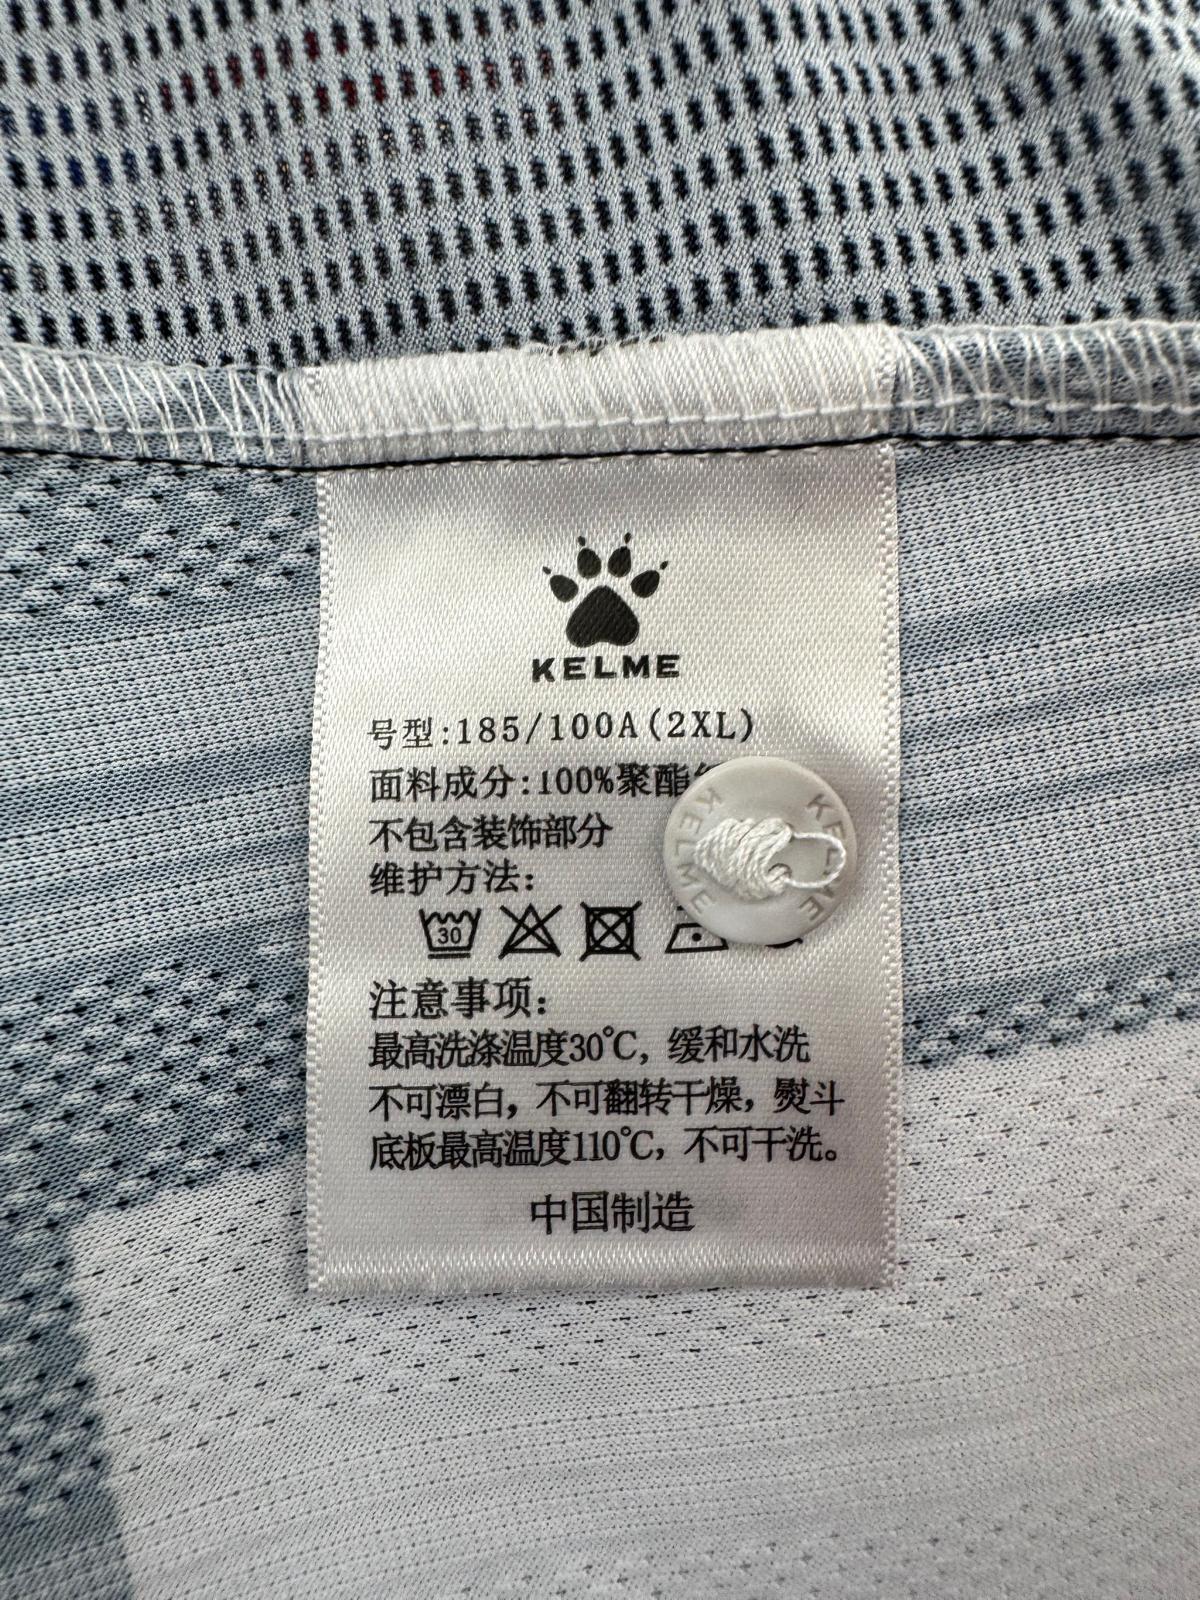 KELME
号型:185/100A(2XL)
面料成分:100%聚酯
不包含装饰部分
维护方法:
30
注意事项:
最高洗涤温度30℃，缓和水洗
不可漂白，不可翻转干燥，熨斗
底板最高温度110℃，不可干洗。
中国制造
KELME
KELME